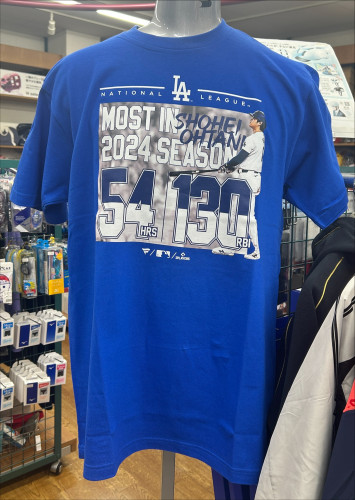 LA
NATIONAL LEAGUE
MOST IN
SHOHEI
OHTANI
2024 SEASON
54
HRS
130
RBI